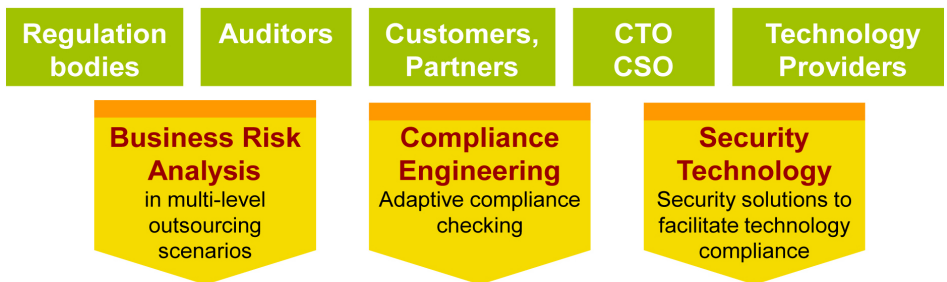 Regulation
bodies
Auditors
Customers,
Partners
CTO
CSO
Technology
Providers
Business Risk
Analysis
in multi-level
outsourcing
scenarios
Compliance
Engineering
Adaptive compliance
checking
Security
Technology
Security solutions to
facilitate technology
compliance